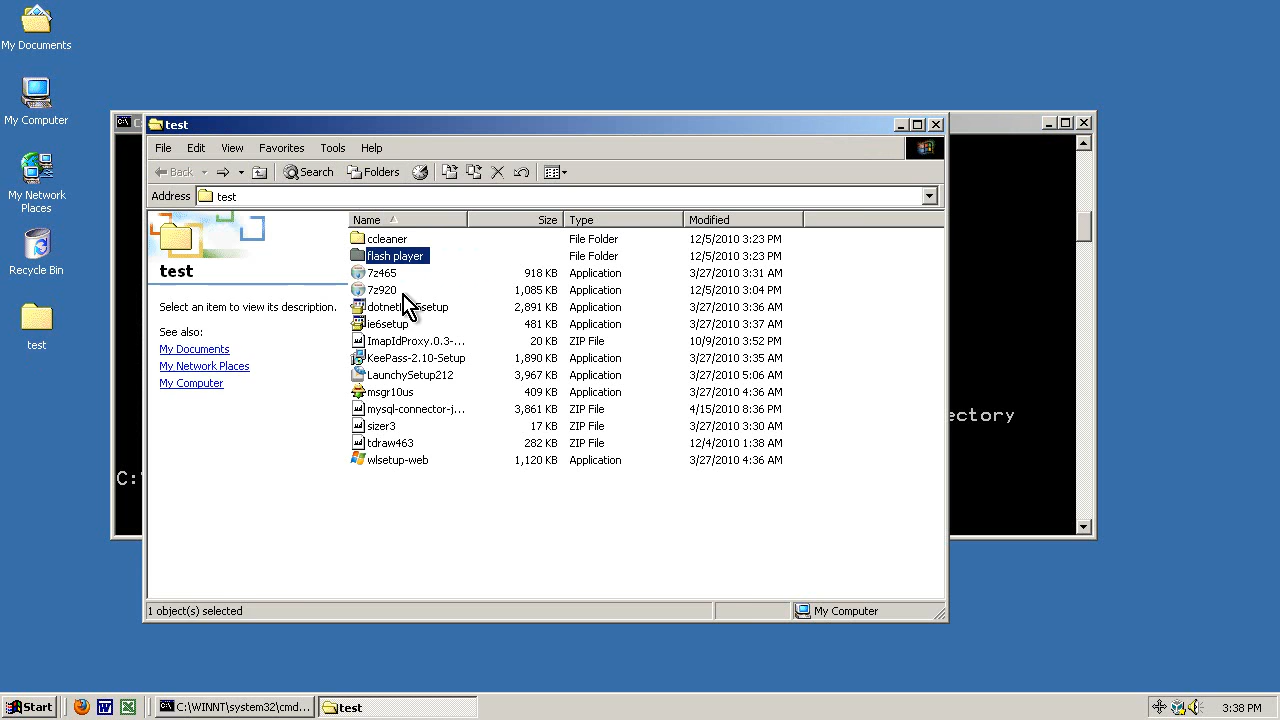 My Documents
My Computer
My Network
Places
Recycle Bin
test
test
File Edit View Favorites Tools Help
Back Search Folders
Address test
Name Size Type Modified
ccleaner File Folder 12/5/2010 3:23 PM
flash player File Folder 12/5/2010 3:23 PM
7z465 918 KB Application 3/27/2010 3:31 AM
7z920 1,085 KB Application 12/5/2010 3:04 PM
2,891 KB Application 3/27/2010 3:36 AM
ie6setup 481 KB Application 3/27/2010 3:37 AM
ImapIdProxy.0.3-... 20 KB ZIP File 10/9/2010 3:52 PM
KeePass-2.10-Setup 1,890 KB Application 3/27/2010 3:35 AM
LaunchySetup212 3,967 KB Application 3/27/2010 5:06 AM
msgr10us 409 KB Application 3/27/2010 4:36 AM
mysql-connector-j... 3,861 KB ZIP File 4/15/2010 8:36 PM
sizer3 17 KB ZIP File 3/27/2010 3:30 AM
tdraw463 282 KB ZIP File 12/4/2010 1:38 AM
wlsetup-web 1,120 KB Application 3/27/2010 4:36 AM
test
Select an item to view its description.
See also:
My Documents
My Network Places
My Computer
1 object(s) selected My Computer
ectory
C:\
Start C:\WINNT\system32\cmd... test 3:38 PM